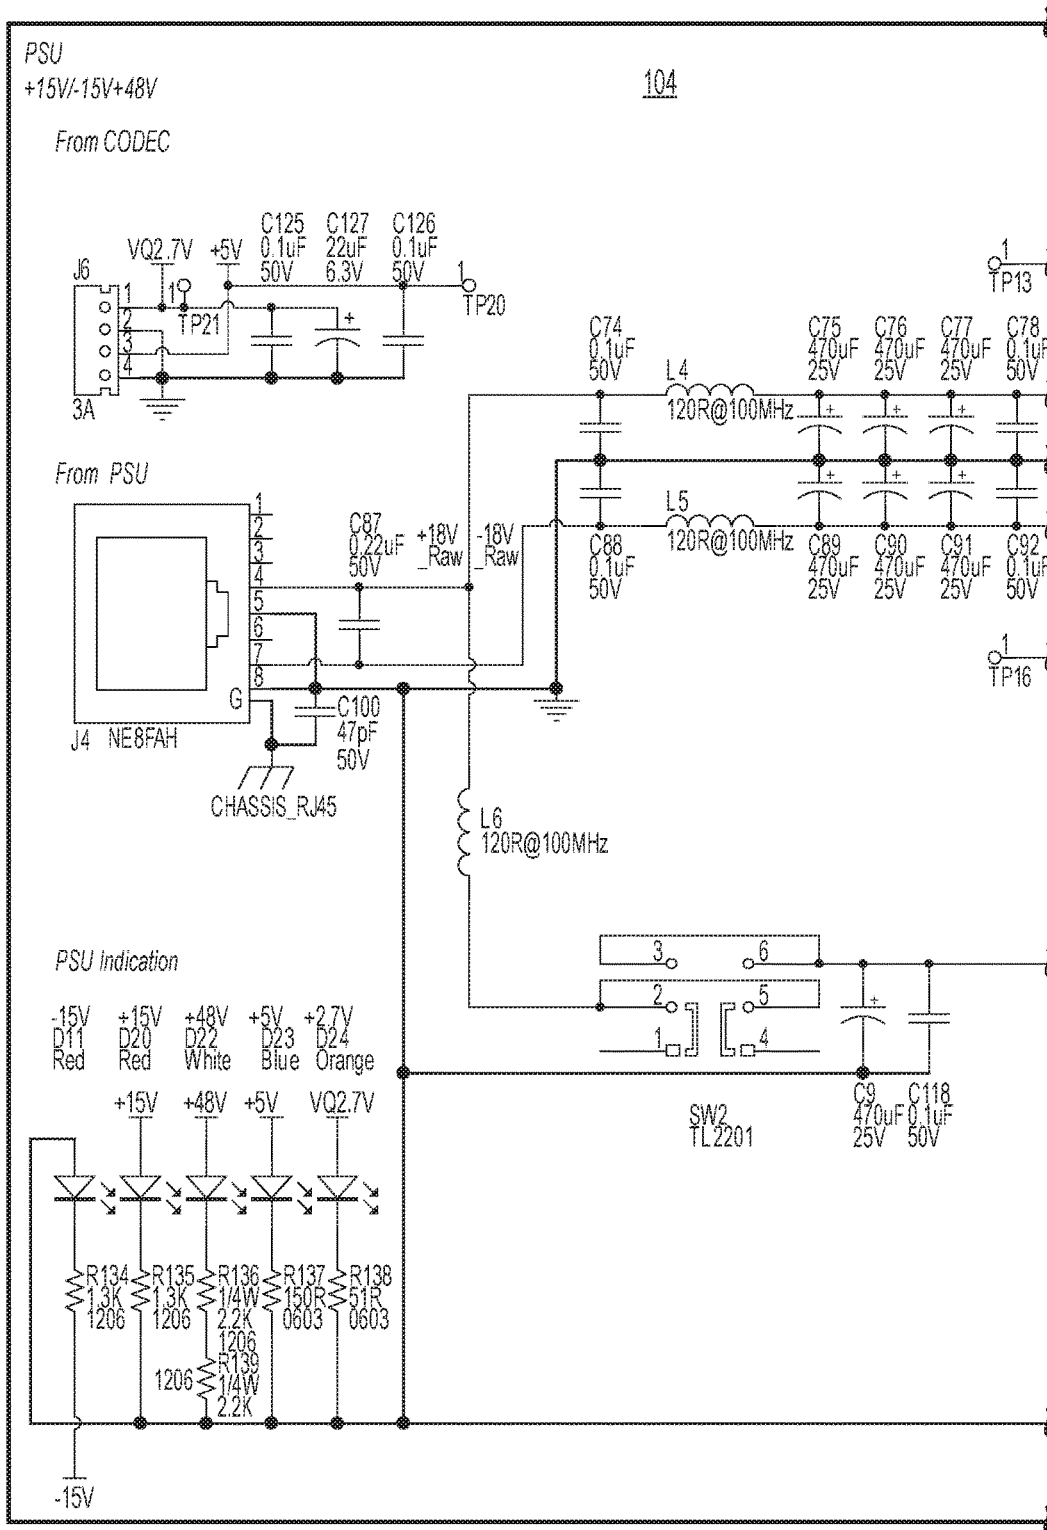 PSU
+15V/-15V+48V
104
From CODEC
C125
0.1uF
50V
C127
22uF
6.3V
C126
0.1uF
50V
VQ2.7V
+5V
J6
1
2
3
4
3A
1
TP21
1
TP20
1
TP13
C74
0.1uF
50V
L4
120R@100MHz
C75
470uF
25V
C76
470uF
25V
C77
470uF
25V
C78
0.1uF
50V
+
+
+
+
From PSU
1
2
3
4
5
6
7
8
G
J4 NE8FAH
C87
0.22uF
50V
+18V
_Raw
-18V
_Raw
C88
0.1uF
50V
L5
120R@100MHz
+
+
+
C89
470uF
25V
C90
470uF
25V
C91
470uF
25V
C92
0.1uF
50V
1
TP16
C100
47pF
50V
CHASSIS_RJ45
L6
120R@100MHz
3
6
2
5
1
4
SW2
TL2201
+
C9
470uF
25V
C118
0.1uF
50V
PSU Indication
-15V
D11
Red
+15V
D20
Red
+48V
D22
White
+5V
D23
Blue
+2.7V
D24
Orange
+15V
+48V
+5V
VQ2.7V
R134
1.3K
1206
R135
1.3K
1206
R136
1/4W
2.2K
1206
R137
150R
0603
R138
51R
0603
1206
R139
1/4W
2.2K
-15V